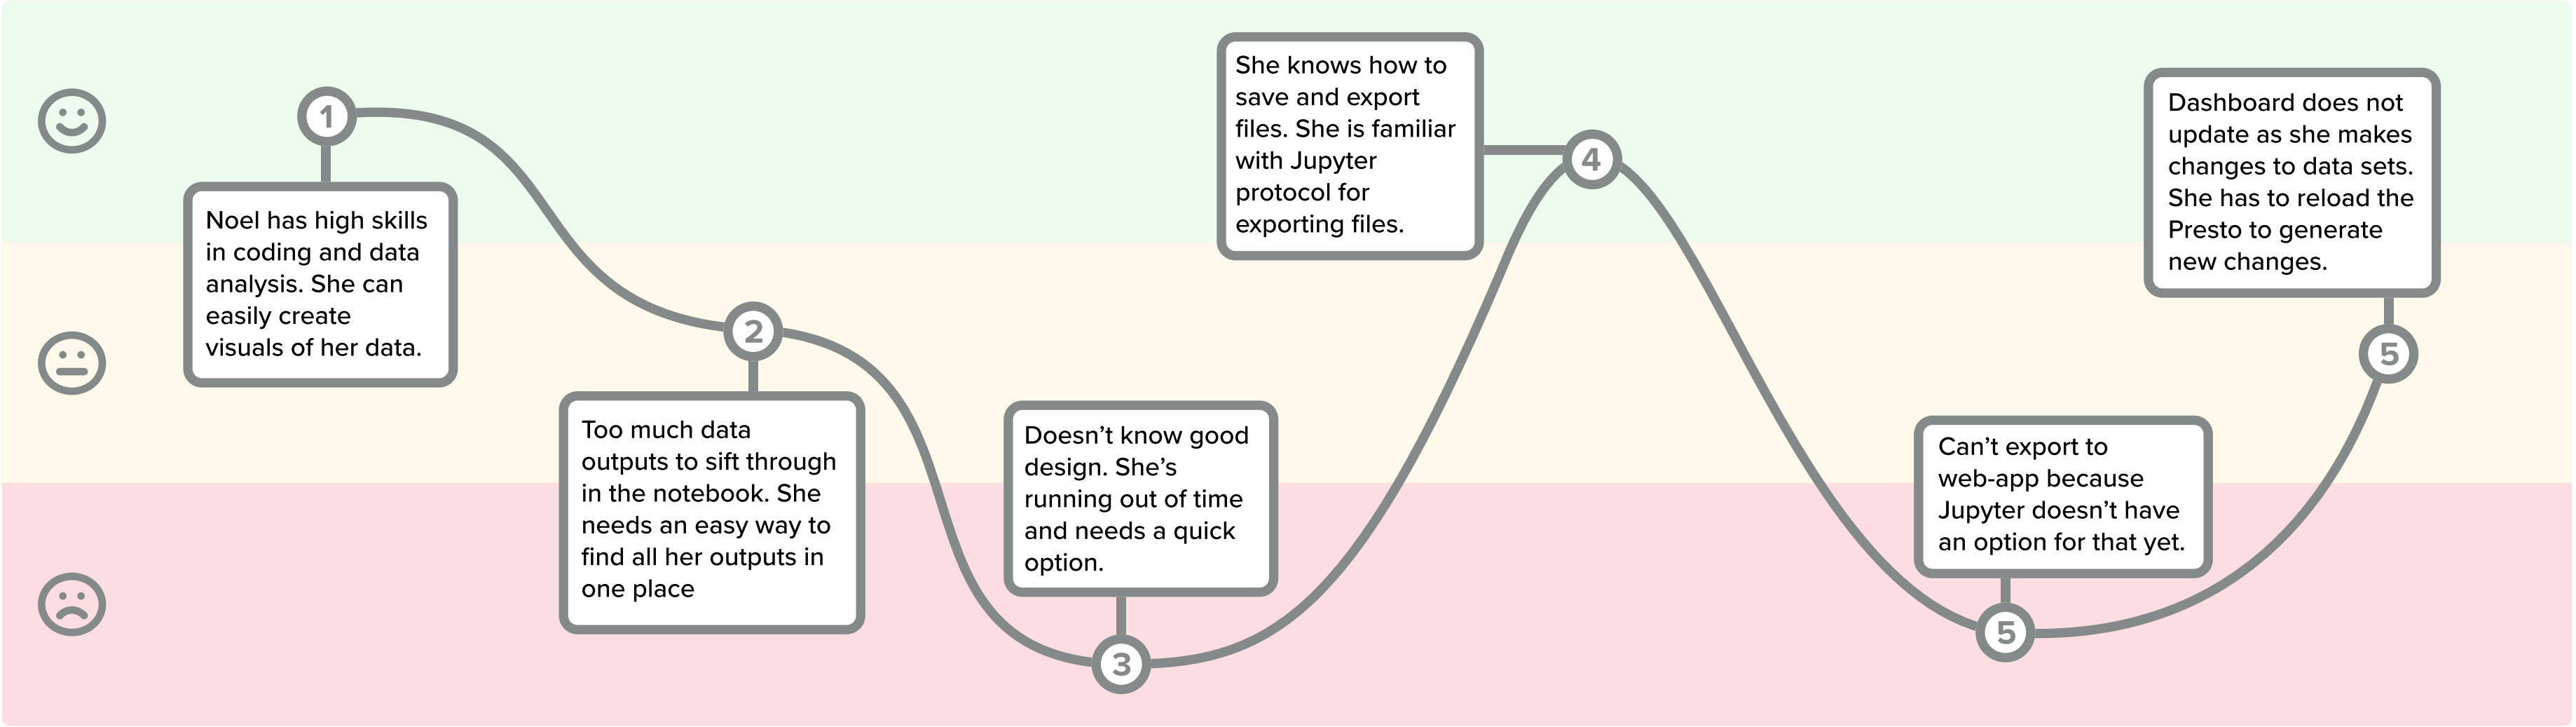 1
Noel has high skills
in coding and data
analysis. She can
easily create
visuals of her data.
2
Too much data
outputs to sift through
in the notebook. She
needs an easy way to
find all her outputs in
one place
Doesn’t know good
design. She’s
running out of time
and needs a quick
option.
3
She knows how to
save and export
files. She is familiar
with Jupyter
protocol for
exporting files.
4
Can’t export to
web-app because
Jupyter doesn’t have
an option for that yet.
5
Dashboard does not
update as she makes
changes to data sets.
She has to reload the
Presto to generate
new changes.
5